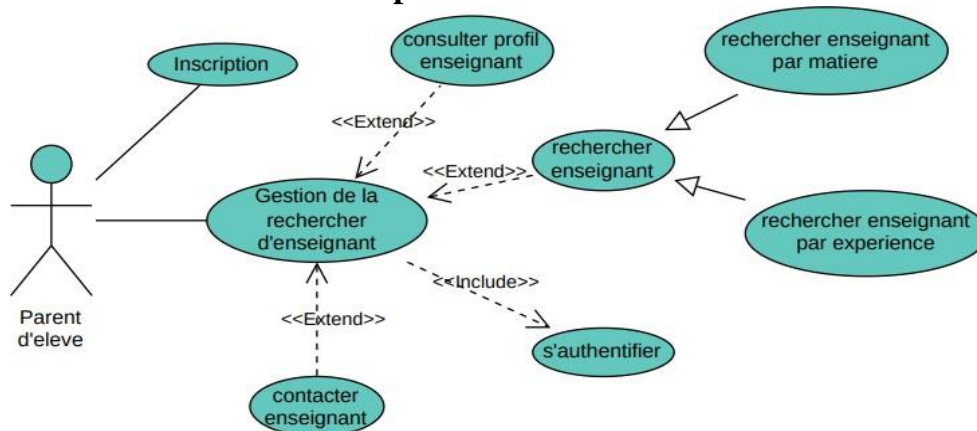 Inscription
consulter profil
enseignant
rechercher enseignant
par matiere
<<Extend>>
<<Extend>>
rechercher
enseignant
Gestion de la
rechercher
d'enseignant
rechercher enseignant
par experience
<<Include>>
<<Extend>>
Parent
d'eleve
s'authentifier
contacter
enseignant